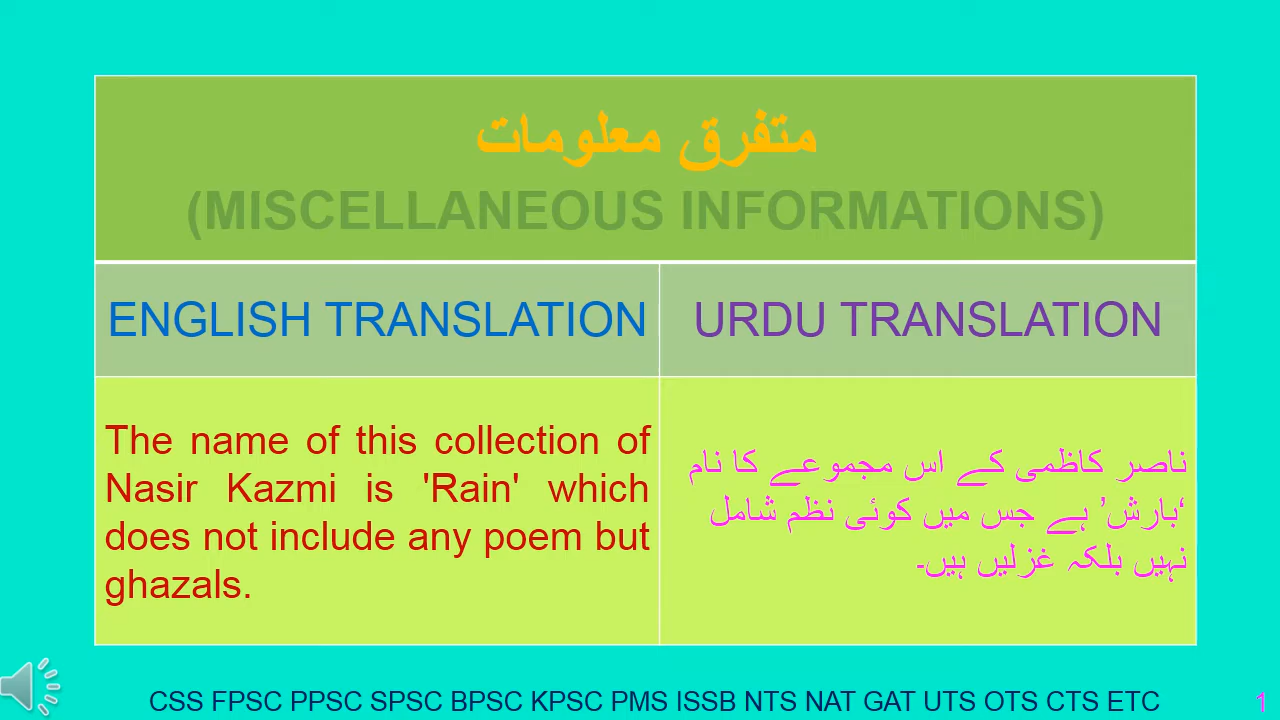 متفرق معلومات
(MISCELLANEOUS INFORMATIONS)
ENGLISH TRANSLATION
URDU TRANSLATION
The name of this collection of
Nasir Kazmi is 'Rain' which
does not include any poem but
ghazals.
ناصر کاظمی کے اس مجموعے کا نام
‘بارش’ ہے جس میں کوئی نظم شامل
نہیں بلکہ غزلیں ہیں۔
CSS FPSC PPSC SPSC BPSC KPSC PMS ISSB NTS NAT GAT UTS OTS CTS ETC
1